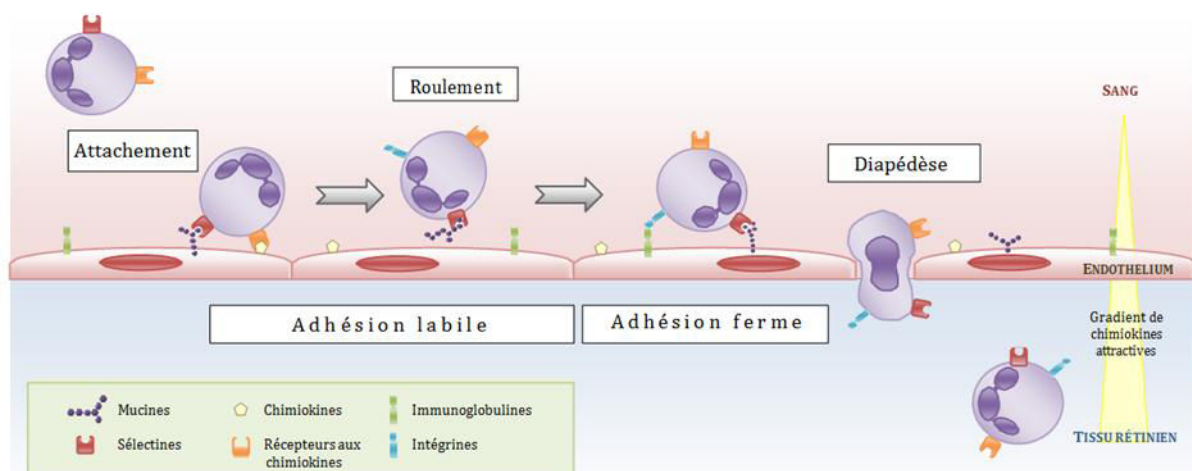 Roulement
SANG
Attachement
Diapédèse
ENDOTHELIUM
Adhésion labile
Adhésion ferme
Gradient de
chimiokines
attractives
Mucines
Chimiokines
Immunoglobulines
Sélectines
Récepteurs aux
chimiokines
Intégrines
TISSU RÉTINIEN